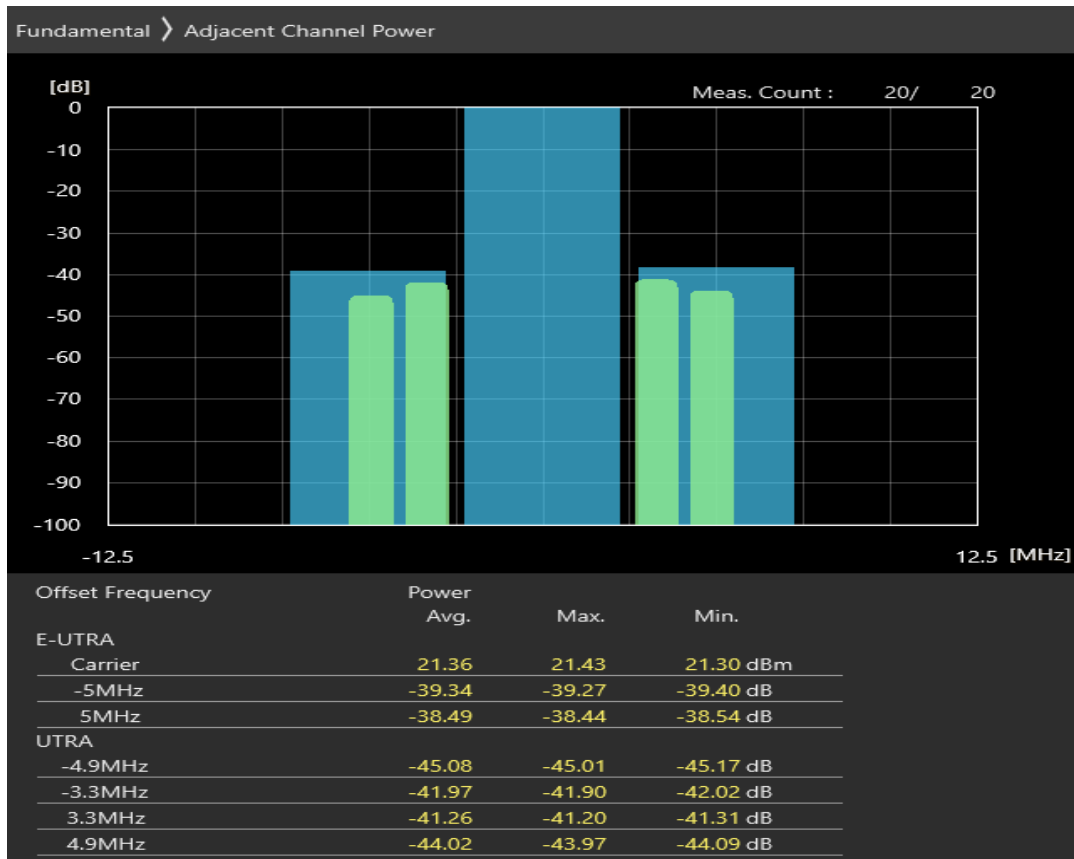 Fundamental ❯ Adjacent Channel Power
[dB]
Meas. Count : 20/ 20
0
-10
-20
-30
-40
-50
-60
-70
-80
-90
-100
-12.5 12.5 [MHz]
Offset Frequency Power
Avg. Max. Min.
E-UTRA
Carrier 21.36 21.43 21.30 dBm
-5MHz -39.34 -39.27 -39.40 dB
5MHz -38.49 -38.44 -38.54 dB
UTRA
-4.9MHz -45.08 -45.01 -45.17 dB
-3.3MHz -41.97 -41.90 -42.02 dB
3.3MHz -41.26 -41.20 -41.31 dB
4.9MHz -44.02 -43.97 -44.09 dB